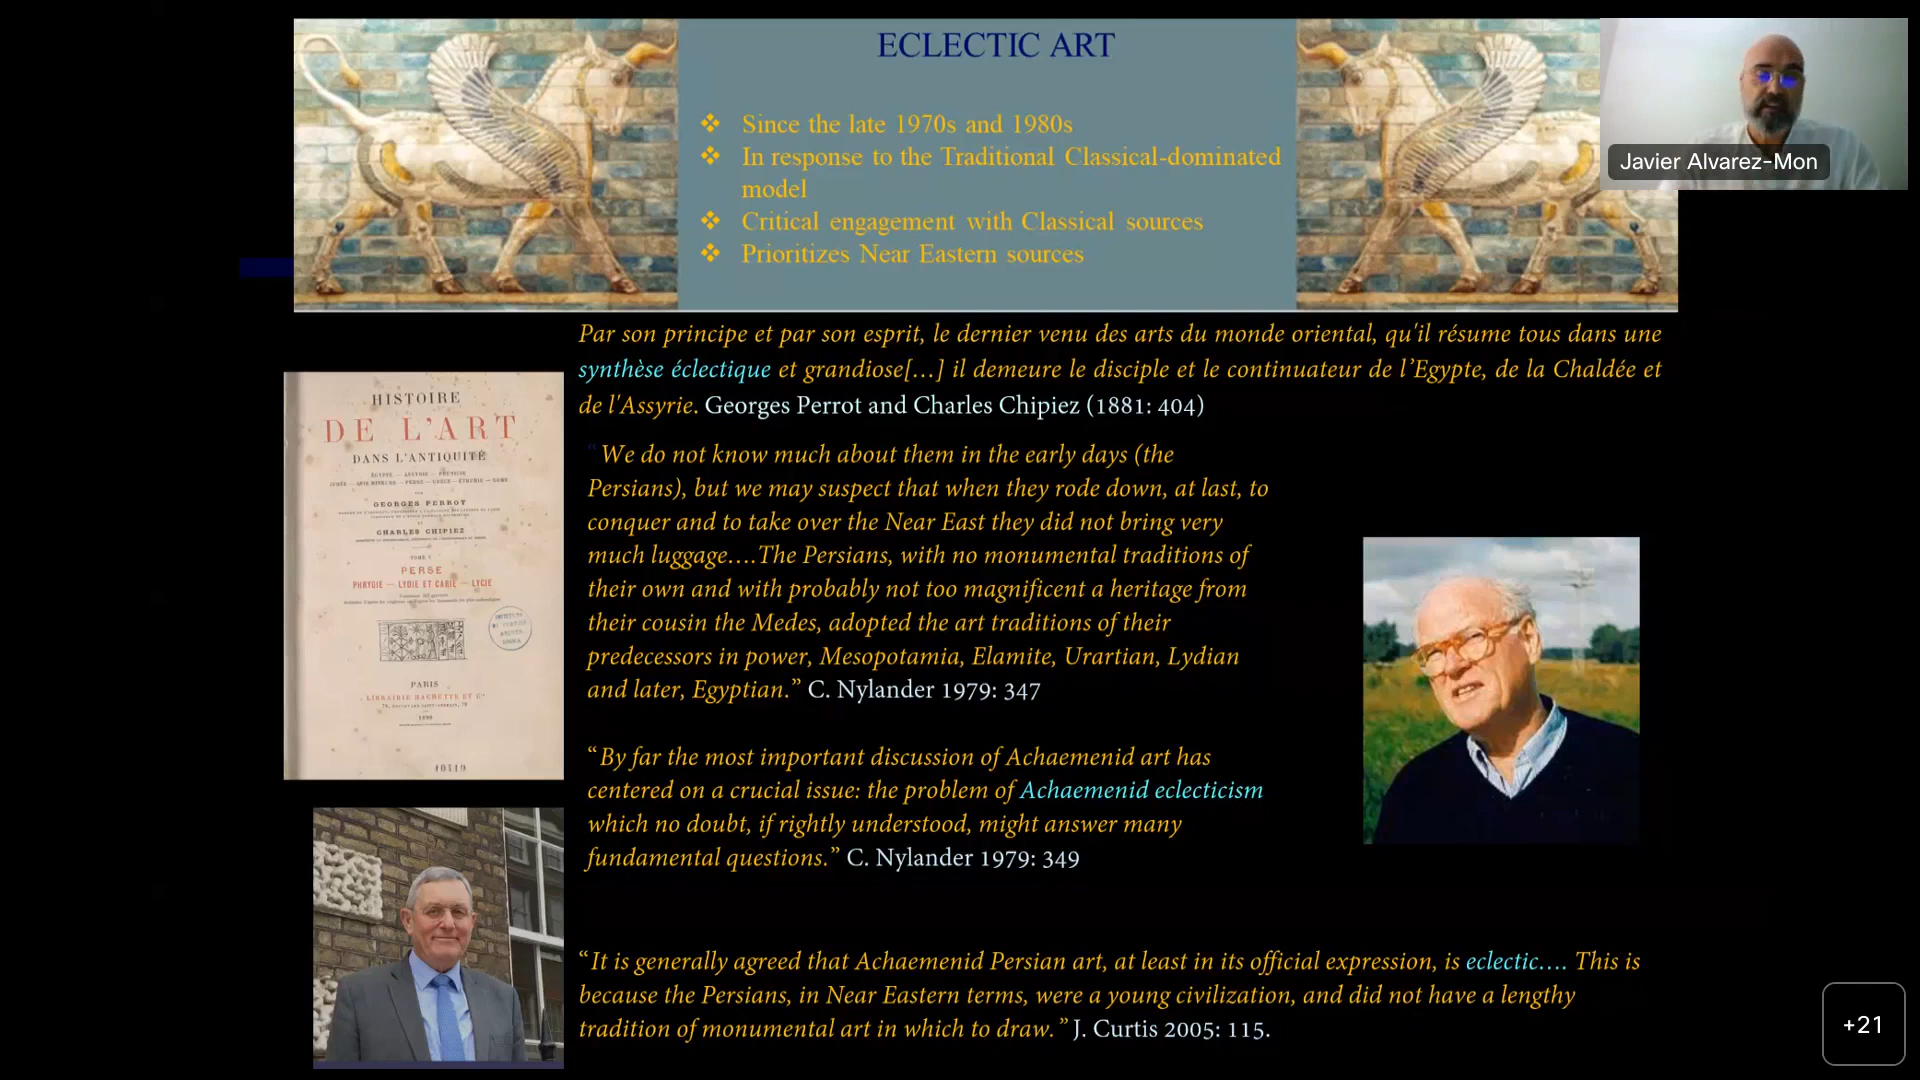 ECLECTIC ART
❖ Since the late 1970s and 1980s
❖ In response to the Traditional Classical-dominated
model
❖ Critical engagement with Classical sources
❖ Prioritizes Near Eastern sources
Javier Alvarez-Mon
Par son principe et par son esprit, le dernier venu des arts du monde oriental, qu'il résume tous dans une
synthèse éclectique et grandiose[…] il demeure le disciple et le continuateur de l’Egypte, de la Chaldée et
de l'Assyrie. Georges Perrot and Charles Chipiez (1881: 404)
HISTOIRE
DE L'ART
DANS L'ANTIQUITÉ
GEORGES PERROT
ET
CHARLES CHIPIEZ
TOME V
PERSE
PHRYGIE — LYDIE ET CARIE — LYCIE
PARIS
LIBRAIRIE HACHETTE ET Cie
1890
10519
“We do not know much about them in the early days (the
Persians), but we may suspect that when they rode down, at last, to
conquer and to take over the Near East they did not bring very
much luggage….The Persians, with no monumental traditions of
their own and with probably not too magnificent a heritage from
their cousin the Medes, adopted the art traditions of their
predecessors in power, Mesopotamia, Elamite, Urartian, Lydian
and later, Egyptian.” C. Nylander 1979: 347
“By far the most important discussion of Achaemenid art has
centered on a crucial issue: the problem of Achaemenid eclecticism
which no doubt, if rightly understood, might answer many
fundamental questions.” C. Nylander 1979: 349
“It is generally agreed that Achaemenid Persian art, at least in its official expression, is eclectic…. This is
because the Persians, in Near Eastern terms, were a young civilization, and did not have a lengthy
tradition of monumental art in which to draw.” J. Curtis 2005: 115.
+21